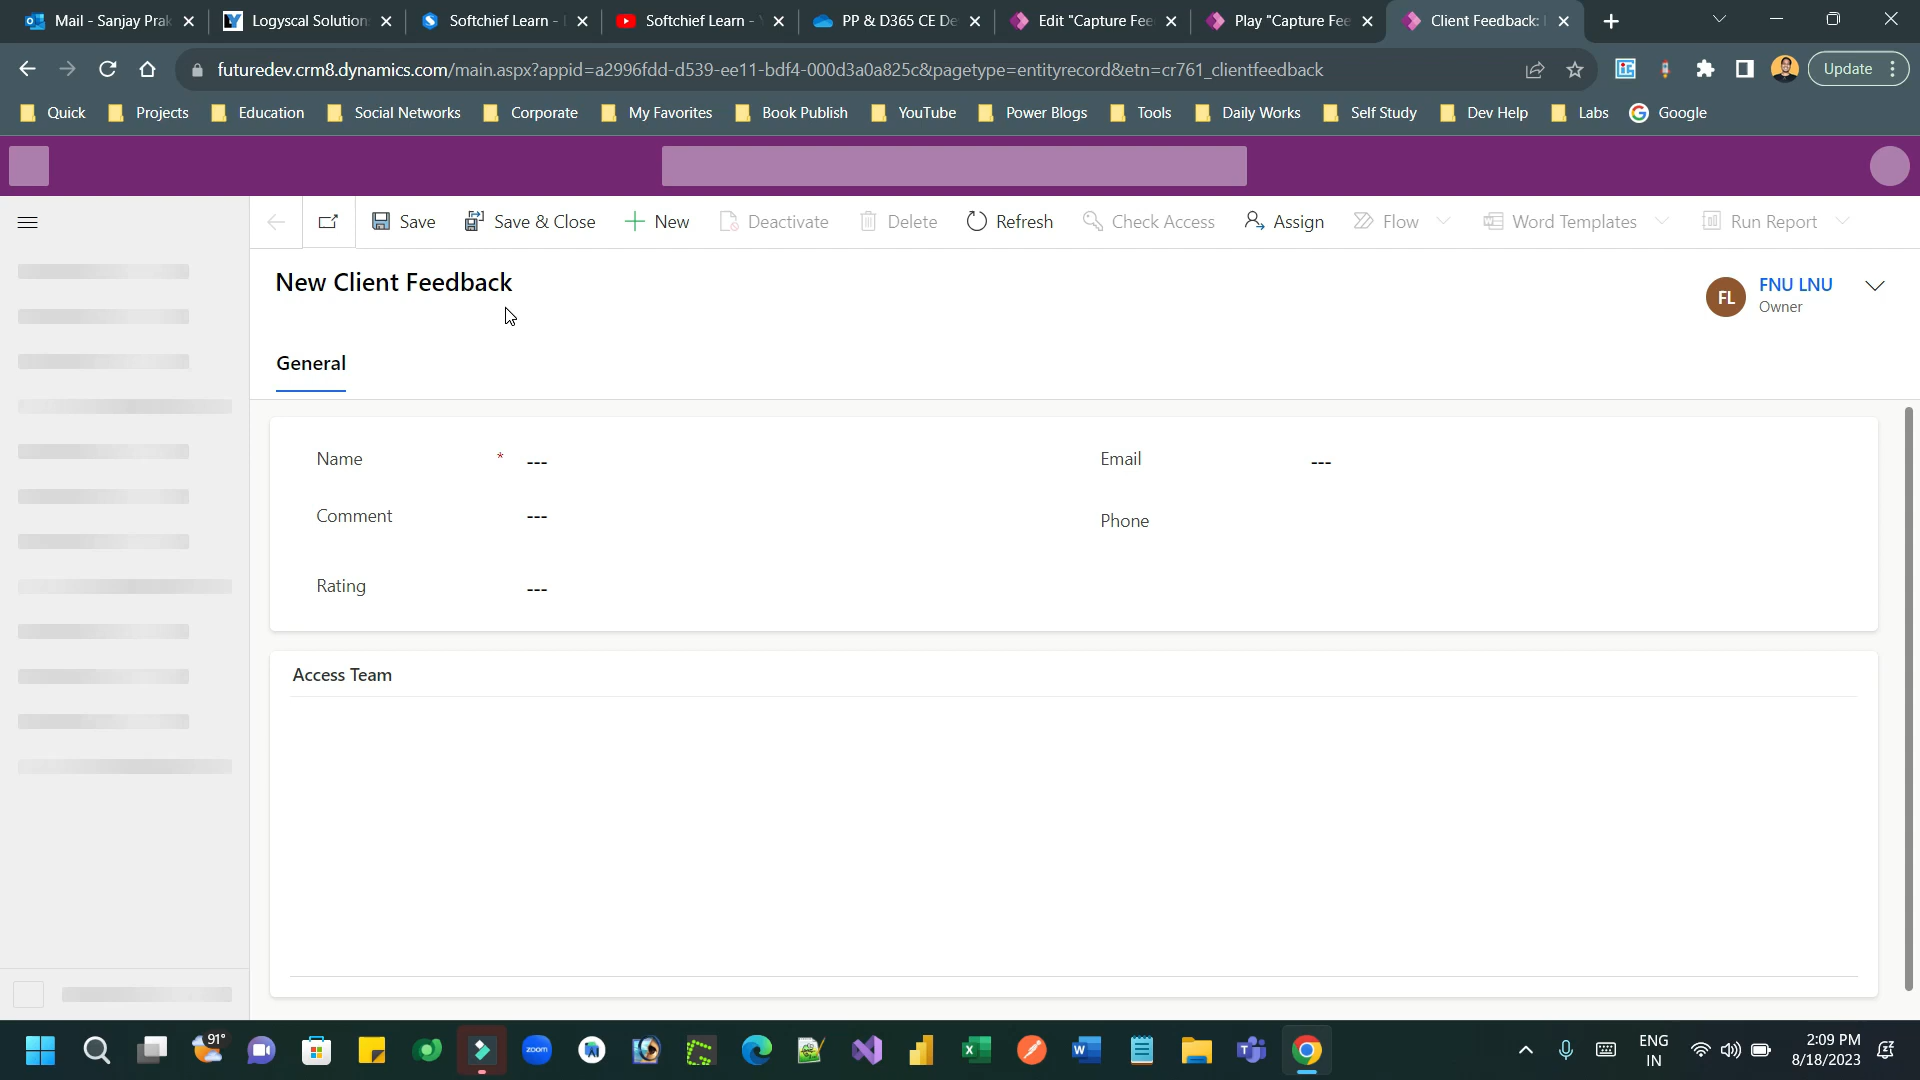 Mail - Sanjay Prak
Logyscal Solution
Softchief Learn -
Softchief Learn -
PP & D365 CE De
Edit "Capture Fee
Play "Capture Fee
Client Feedback:
futuredev.crm8.dynamics.com/main.aspx?appid=a2996fdd-d539-ee11-bdf4-000d3a0a825c&pagetype=entityrecord&etn=cr761_clientfeedback
Update
Quick
Projects
Education
Social Networks
Corporate
My Favorites
Book Publish
YouTube
Power Blogs
Tools
Daily Works
Self Study
Dev Help
Labs
Google
Save
Save & Close
New
Deactivate
Delete
Refresh
Check Access
Assign
Flow
Word Templates
Run Report
New Client Feedback
FL
FNU LNU
Owner
General
Name * ---
Email ---
Comment ---
Phone
Rating ---
Access Team
91°
zoom
ENG
IN
2:09 PM
8/18/2023